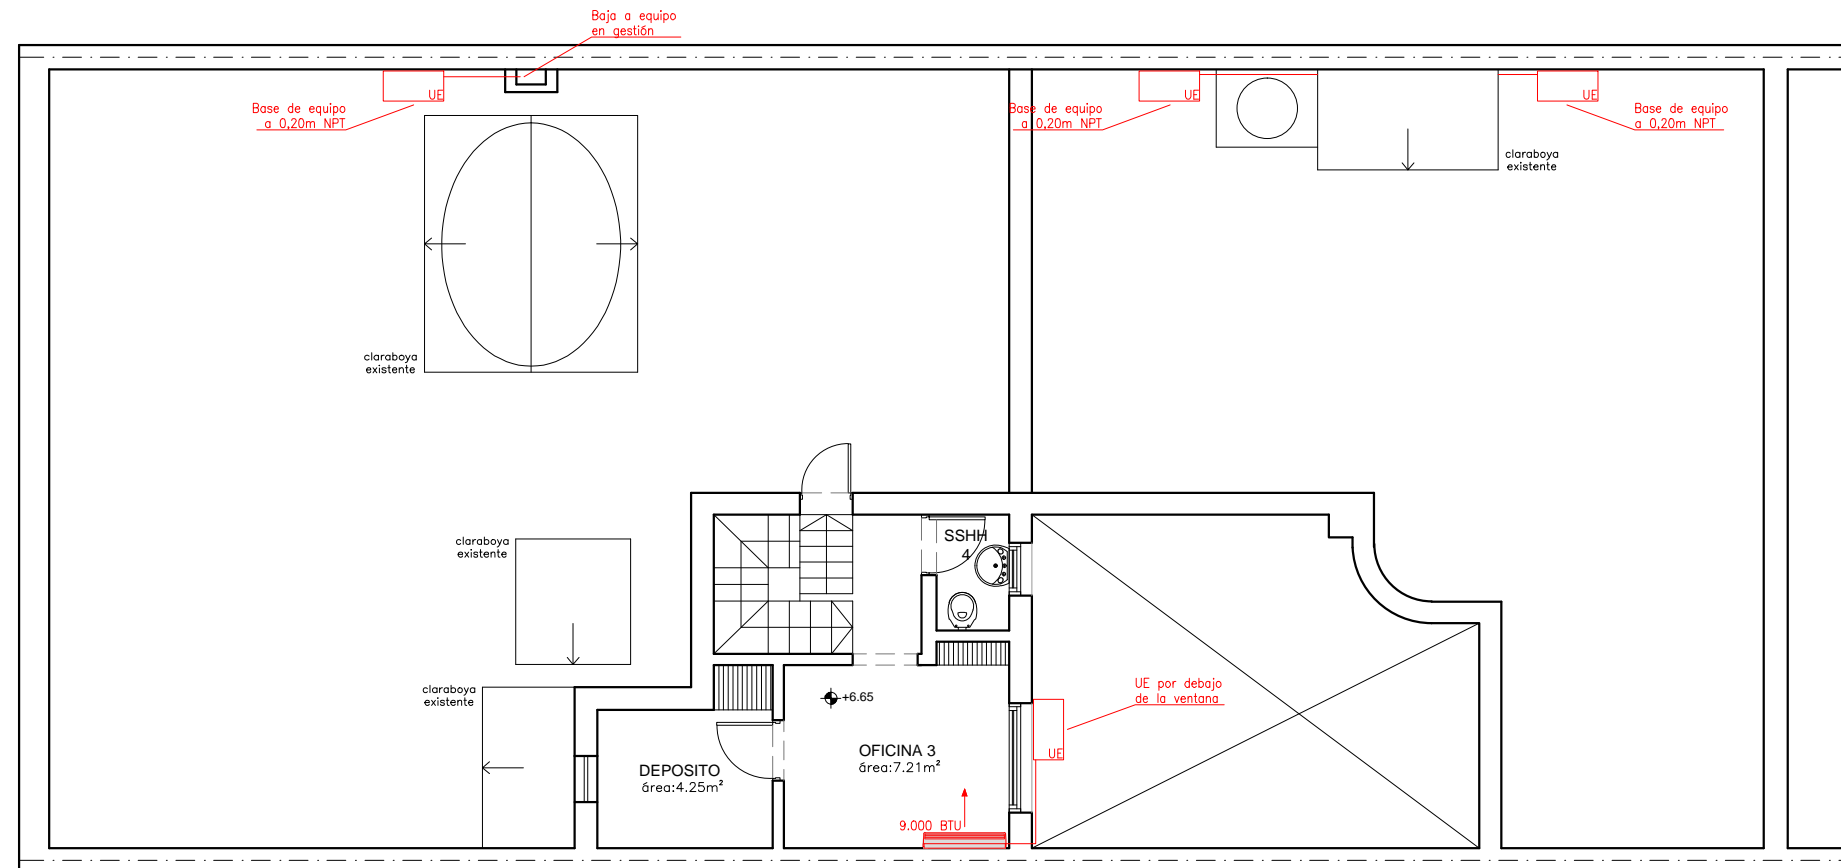 Baja a equipo
en gestión
UE
Base de equipo
a 0,20m NPT
UE
Base de equipo
a 0,20m NPT
UE
Base de equipo
a 0,20m NPT
claraboya
existente
claraboya
existente
claraboya
existente
SSHH
4
claraboya
existente
+6.65
UE por debajo
de la ventana
UE
OFICINA 3
área:7.21m²
DEPOSITO
área:4.25m²
9.000 BTU